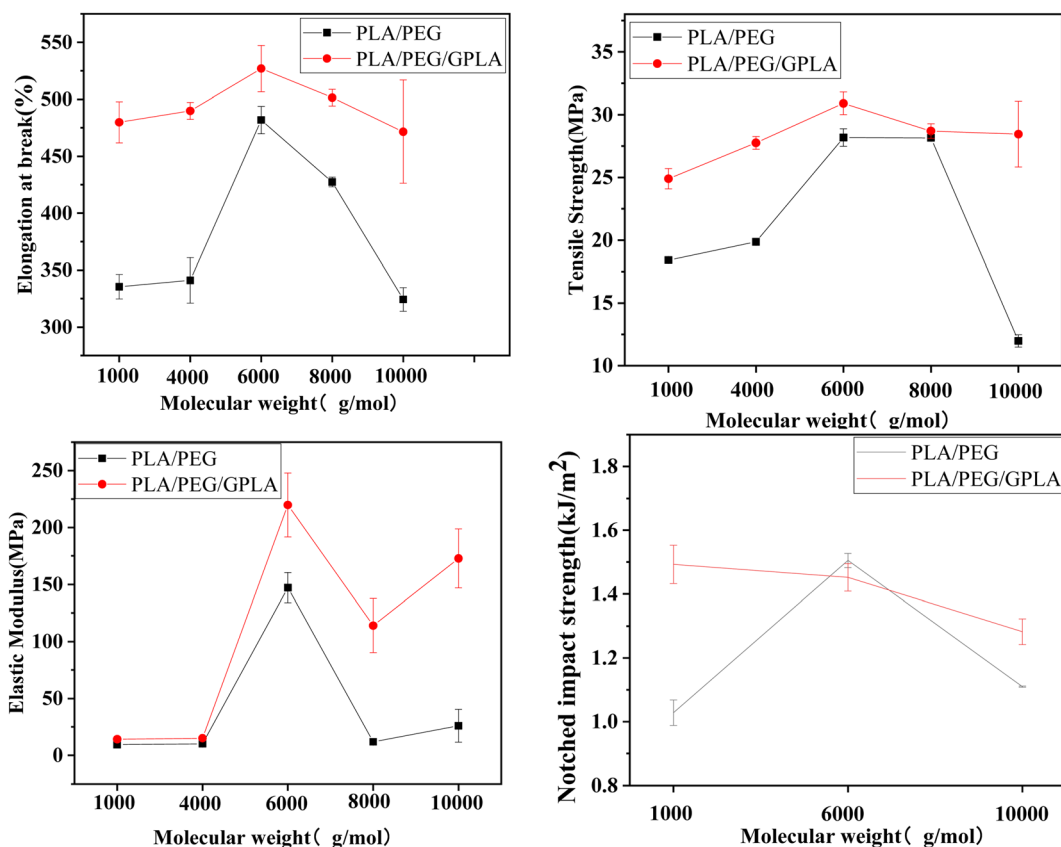 PLA/PEG
PLA/PEG/GPLA
Elongation at break(%)
550
500
450
400
350
300
1000 4000 6000 8000 10000
Molecular weight( g/mol)
PLA/PEG
PLA/PEG/GPLA
Tensile Strength(MPa)
35
30
25
20
15
10
1000 4000 6000 8000 10000
Molecular weight( g/mol)
PLA/PEG
PLA/PEG/GPLA
Elastic Modulus(MPa)
250
200
150
100
50
0
1000 4000 6000 8000 10000
Molecular weight( g/mol)
PLA/PEG
PLA/PEG/GPLA
Notched impact strength(kJ/m²)
1.8
1.6
1.4
1.2
1.0
0.8
1000 6000 10000
Molecular weight( g/mol)